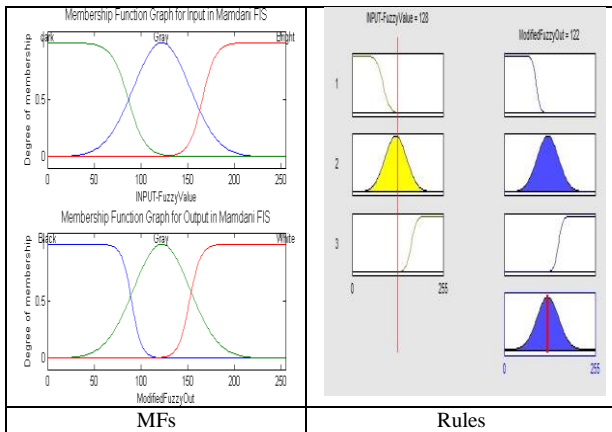 Membership Function Graph for Input in Mamdani FIS
dark Gray Bright
Degree of membership
1
0.5
0
0 50 100 150 200 250
INPUT-FuzzyValue
Membership Function Graph for Output in Mamdani FIS
Black Gray White
Degree of membership
1
0.5
0
0 50 100 150 200 250
ModifiedFuzzyOut
MFs
INPUT-FuzzyValue = 128
ModifiedFuzzyOut = 122
1
2
3
0 255
0 255
Rules